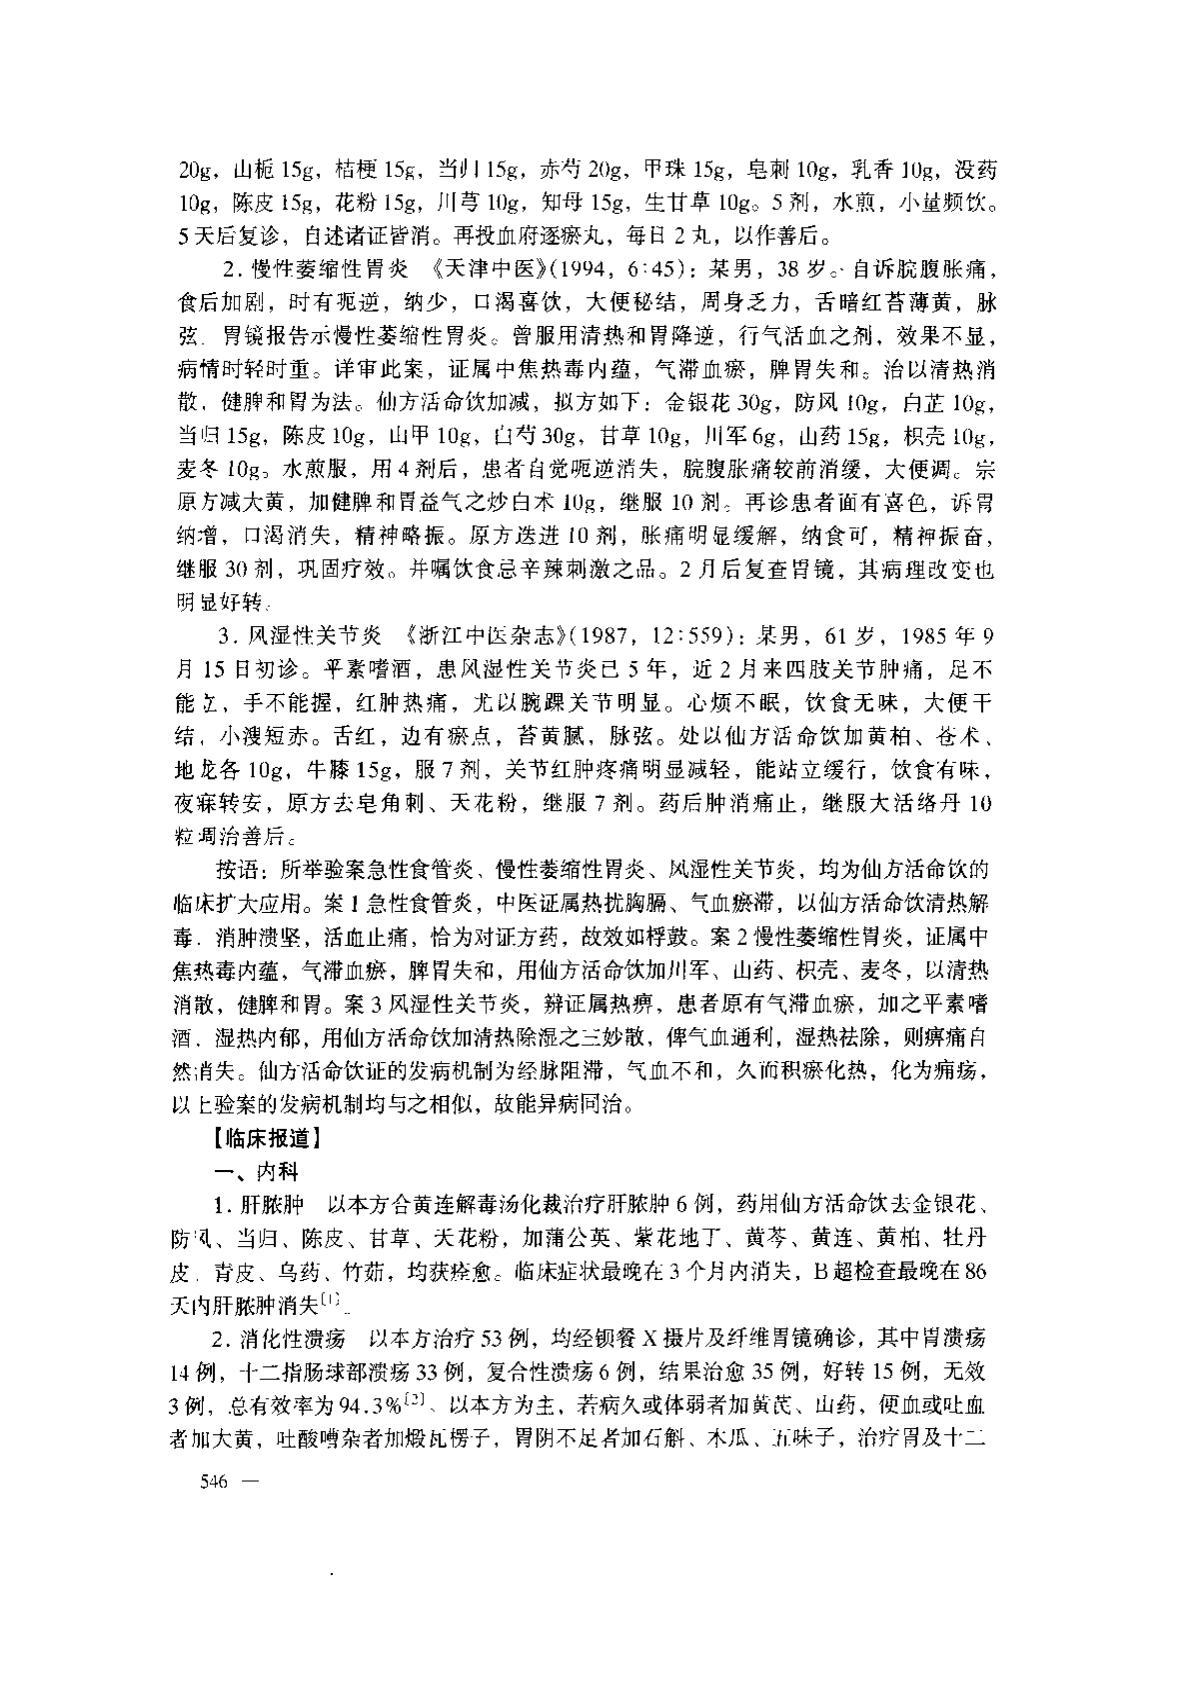 20g，山栀 15g，桔梗 15g，当归 15g，赤芍 20g，甲珠 15g，皂刺 10g，乳香 10g，没药
10g，陈皮 15g，花粉 15g，川芎 10g，知母 15g，生甘草 10g。5 剂，水煎，小量频饮。
5 天后复诊，自述诸证皆消。再投血府逐瘀丸，每日 2 丸，以作善后。
2. 慢性萎缩性胃炎　《天津中医》(1994，6:45)：某男，38 岁。自诉脘腹胀痛，
食后加剧，时有呃逆，纳少，口渴喜饮，大便秘结，周身乏力，舌暗红苔薄黄，脉
弦．胃镜报告示慢性萎缩性胃炎。曾服用清热和胃降逆，行气活血之剂，效果不显，
病情时轻时重。详审此案，证属中焦热毒内蕴，气滞血瘀，脾胃失和。治以清热消
散，健脾和胃为法。仙方活命饮加减，拟方如下：金银花 30g，防风 10g，白芷 10g，
当归 15g，陈皮 10g，山甲 10g，白芍 30g，甘草 10g，川军 6g，山药 15g，枳壳 10g，
麦冬 10g。水煎服，用 4 剂后，患者自觉呃逆消失，脘腹胀痛较前消缓，大便调。宗
原方减大黄，加健脾和胃益气之炒白术 10g，继服 10 剂。再诊患者面有喜色，诉胃
纳增，口渴消失，精神略振。原方迭进 10 剂，胀痛明显缓解，纳食可，精神振奋，
继服 30 剂，巩固疗效。并嘱饮食忌辛辣刺激之品。2 月后复查胃镜，其病理改变也
明显好转．
3. 风湿性关节炎　《浙江中医杂志》(1987，12:559)：某男，61 岁，1985 年 9
月 15 日初诊。平素嗜酒，患风湿性关节炎已 5 年，近 2 月来四肢关节肿痛，足不
能立，手不能握，红肿热痛，尤以腕踝关节明显。心烦不眠，饮食无味，大便干
结，小溲短赤。舌红，边有瘀点，苔黄腻，脉弦。处以仙方活命饮加黄柏、苍术、
地龙各 10g，牛膝 15g，服 7 剂，关节红肿疼痛明显减轻，能站立缓行，饮食有味，
夜寐转安，原方去皂角刺、天花粉，继服 7 剂。药后肿消痛止，继服大活络丹 10
粒调治善后。
按语：所举验案急性食管炎、慢性萎缩性胃炎、风湿性关节炎，均为仙方活命饮的
临床扩大应用。案 1 急性食管炎，中医证属热扰胸膈、气血瘀滞，以仙方活命饮清热解
毒．消肿溃坚，活血止痛，恰为对证方药，故效如桴鼓。案 2 慢性萎缩性胃炎，证属中
焦热毒内蕴，气滞血瘀，脾胃失和，用仙方活命饮加川军、山药、枳壳、麦冬，以清热
消散，健脾和胃。案 3 风湿性关节炎，辨证属热痹，患者原有气滞血瘀，加之平素嗜
酒．湿热内郁，用仙方活命饮加清热除湿之三妙散，俾气血通利，湿热祛除，则痹痛自
然消失。仙方活命饮证的发病机制为经脉阻滞，气血不和，久而积瘀化热，化为痈疡，
以上验案的发病机制均与之相似，故能异病同治。
【临床报道】
一、内科
1. 肝脓肿　以本方合黄连解毒汤化裁治疗肝脓肿 6 例，药用仙方活命饮去金银花、
防风、当归、陈皮、甘草、天花粉，加蒲公英、紫花地丁、黄芩、黄连、黄柏、牡丹
皮．青皮、乌药、竹茹，均获痊愈。临床症状最晚在 3 个月内消失，B 超检查最晚在 86
天内肝脓肿消失〔1〕。
2. 消化性溃疡　以本方治疗 53 例，均经钡餐 X 摄片及纤维胃镜确诊，其中胃溃疡
14 例，十二指肠球部溃疡 33 例，复合性溃疡 6 例，结果治愈 35 例，好转 15 例，无效
3 例，总有效率为 94.3%〔2〕、以本方为主，若病久或体弱者加黄芪、山药，便血或吐血
者加大黄，吐酸嘈杂者加煅瓦楞子，胃阴不足者加石斛、木瓜、五味子，治疗胃及十二
546 —